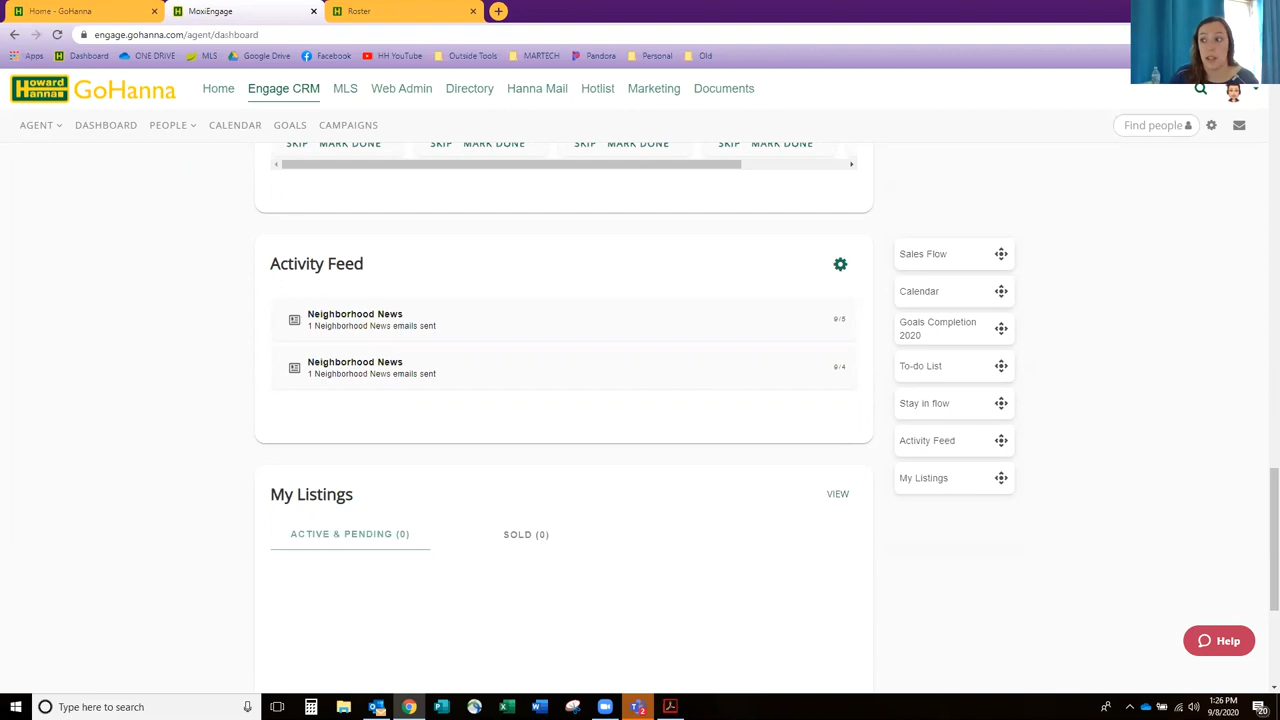 Home - GoHanna
MoxiEngage
Roster
engage.gohanna.com/agent/dashboard
Apps Dashboard ONE DRIVE MLS Google Drive Facebook HH YouTube Outside Tools MARTECH Pandora Personal Old
Howard Hanna GoHanna
Home Engage CRM MLS Web Admin Directory Hanna Mail Hotlist Marketing Documents
AGENT DASHBOARD PEOPLE CALENDAR GOALS CAMPAIGNS
Find people
SKIP MARK DONE SKIP MARK DONE SKIP MARK DONE SKIP MARK DONE
Activity Feed
Neighborhood News
1 Neighborhood News emails sent
9/5
Neighborhood News
1 Neighborhood News emails sent
9/4
My Listings
VIEW
ACTIVE & PENDING (0) SOLD (0)
Sales Flow
Calendar
Goals Completion
2020
To-do List
Stay in flow
Activity Feed
My Listings
Help
Type here to search
1:26 PM
9/8/2020
20